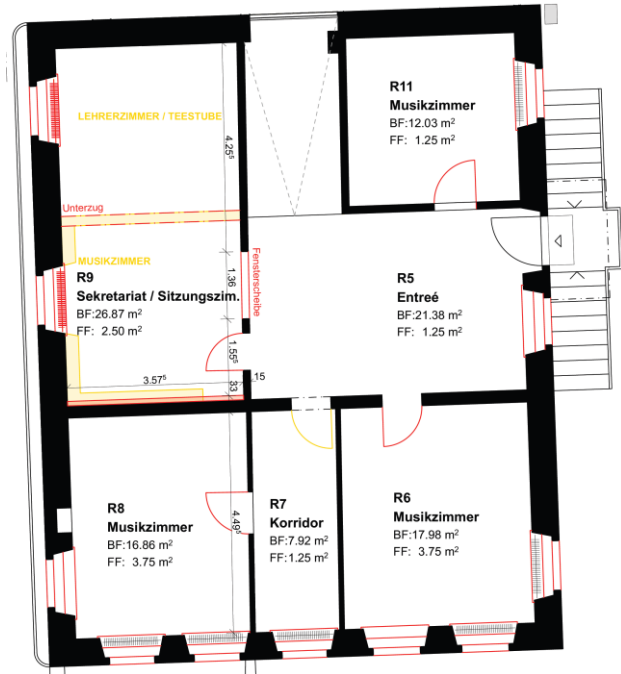 R11
Musikzimmer
BF:12.03 m²
FF: 1.25 m²
LEHRERZIMMER / TEESTUBE
4.25⁵
Unterzug
MUSIKZIMMER
R9
Sekretariat / Sitzungszim.
BF:26.87 m²
FF: 2.50 m²
1.36
Fensterscheibe
R5
Entreé
BF:21.38 m²
FF: 1.25 m²
1.55⁵
3.57⁵
33
15
R8
Musikzimmer
BF:16.86 m²
FF: 3.75 m²
4.49⁵
R7
Korridor
BF:7.92 m²
FF:1.25 m²
R6
Musikzimmer
BF:17.98 m²
FF: 3.75 m²